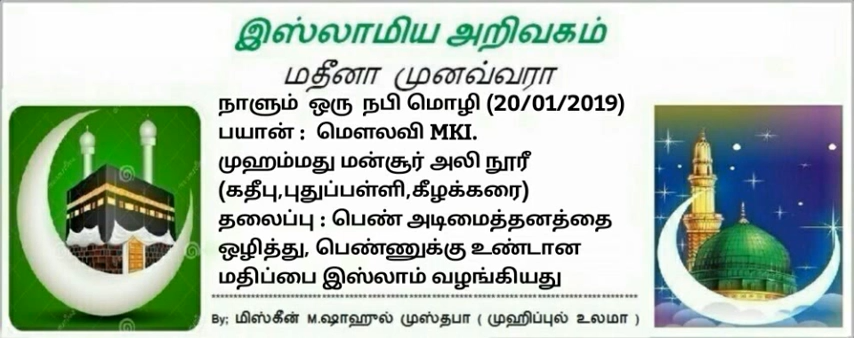 இஸ்லாமிய அறிவகம்
மதீனா முனவ்வரா
நாளும் ஒரு நபி மொழி (20/01/2019)
பயான் : மௌலவி MKI.
முஹம்மது மன்சூர் அலி நூரீ
(கதீபு,புதுப்பள்ளி,கீழக்கரை)
தலைப்பு : பெண் அடிமைத்தனத்தை
ஒழித்து, பெண்ணுக்கு உண்டான
மதிப்பை இஸ்லாம் வழங்கியது
By; மிஸ்கீன் M.ஷாஹுல் முஸ்தபா ( முஹிப்புல் உலமா )